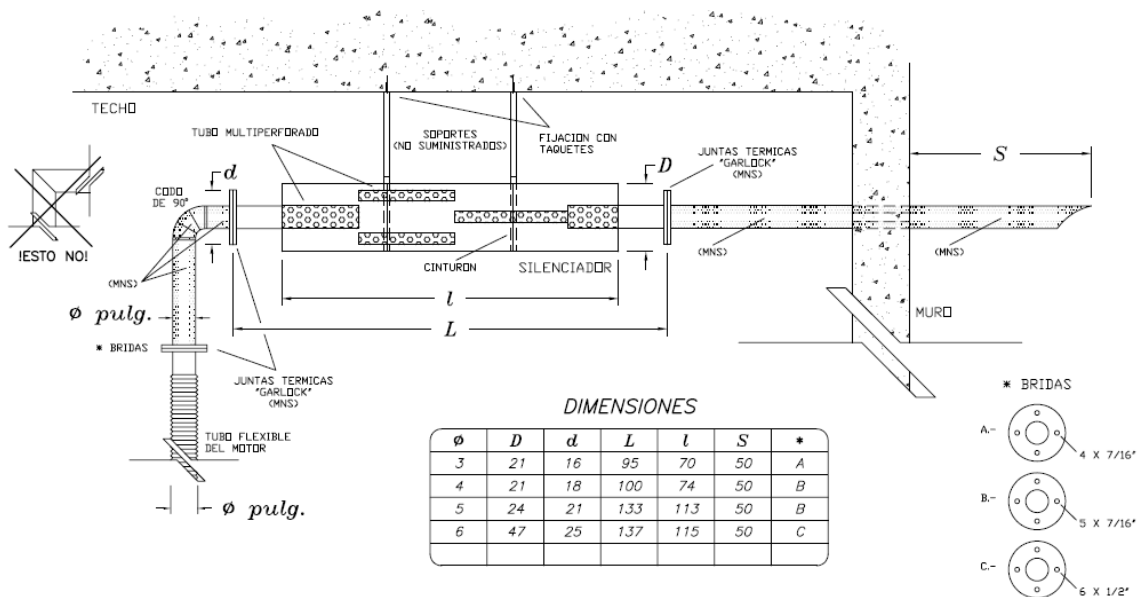 TECHO
TUBO MULTIPERFORADO
SOPORTES
(NO SUMINISTRADOS)
FIJACION CON
TAQUETES
JUNTAS TERMICAS
"GARLOCK"
(MNS)
S
D
d
CODO
DE 90°
!ESTO NO!
(MNS)
(MNS)
(MNS)
CINTURON
SILENCIADOR
l
L
ø pulg.
MURO
* BRIDAS
JUNTAS TERMICAS
"GARLOCK"
(MNS)
TUBO FLEXIBLE
DEL MOTOR
ø pulg.
DIMENSIONES
ø D d L l S *
3 21 16 95 70 50 A
4 21 18 100 74 50 B
5 24 21 133 113 50 B
6 47 25 137 115 50 C
* BRIDAS
A.- 4 X 7/16"
B.- 5 X 7/16"
C.- 6 X 1/2"